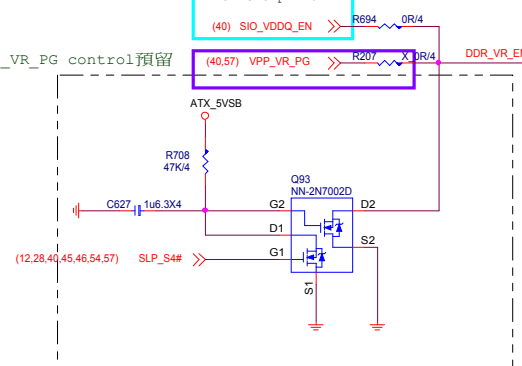 (40) SIO_VDDQ_EN R694 0R/4
_VR_PG control預留 (40,57) VPP_VR_PG R207 X_0R/4 DDR_VR_EN
ATX_5VSB
R708
47K/4
Q93
NN-2N7002D
C627 1u6.3X4 G2 D2
D1
S2
(12,28,40,45,46,54,57) SLP_S4# G1
S1